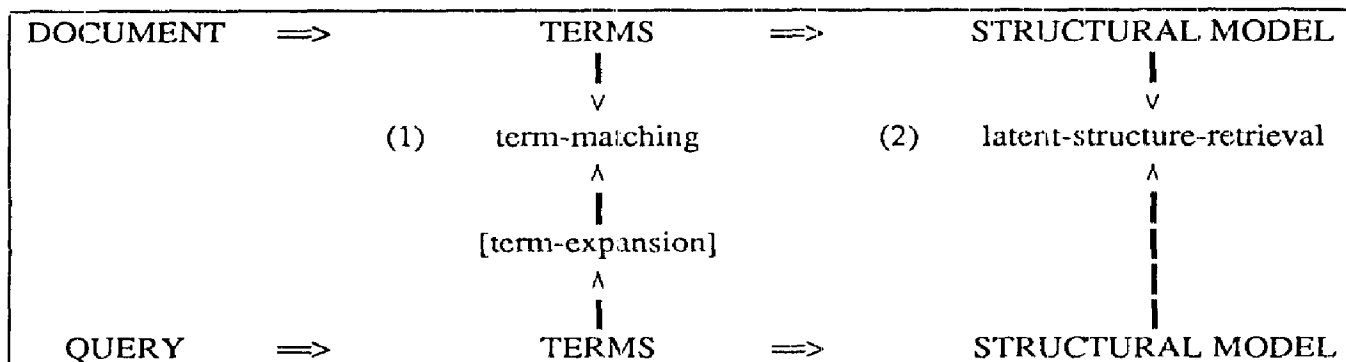 DOCUMENT ==> TERMS ==> STRUCTURAL MODEL
(1) term-matching (2) latent-structure-retrieval
[term-expansion]
QUERY ==> TERMS ==> STRUCTURAL MODEL